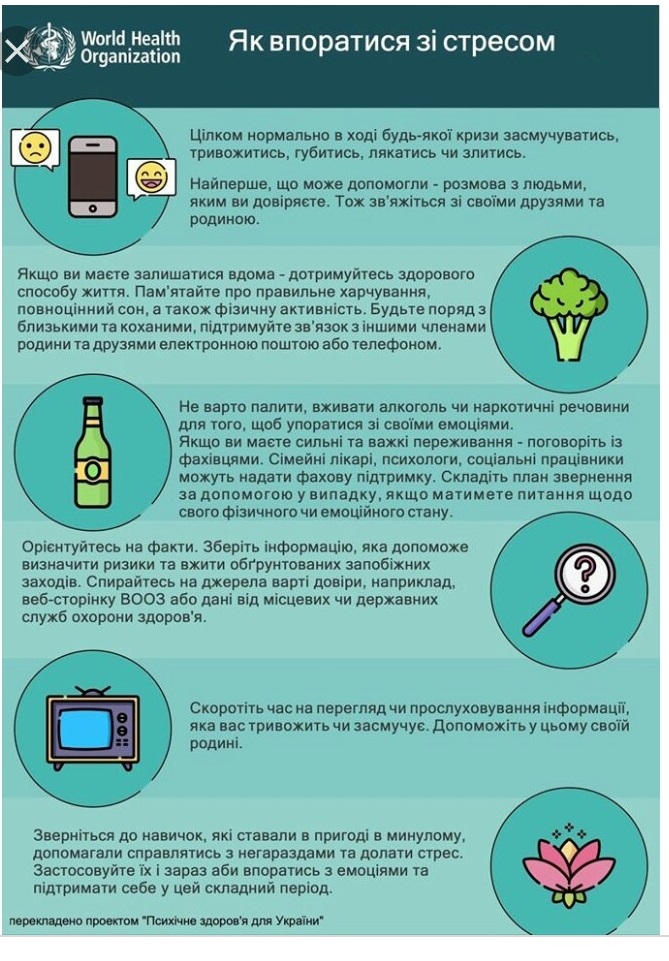 World Health
Organization
Як впоратися зі стресом
Цілком нормально в ході будь-якої кризи засмучуватись,
тривожитись, губитись, лякатись чи злитись.
Найперше, що може допомогли - розмова з людьми,
яким ви довіряєте. Тож зв'яжіться зі своїми друзями та
родиною.
Якщо ви маєте залишатися вдома - дотримуйтесь здорового
способу життя. Пам'ятайте про правильне харчування,
повноцінний сон, а також фізичну активність. Будьте поряд з
близькими та коханими, підтримуйте зв'язок з іншими членами
родини та друзями електронною поштою або телефоном.
Не варто палити, вживати алкоголь чи наркотичні речовини
для того, щоб упоратися зі своїми емоціями.
Якщо ви маєте сильні та важкі переживання - поговоріть із
фахівцями. Сімейні лікарі, психологи, соціальні працівники
можуть надати фахову підтримку. Складіть план звернення
за допомогою у випадку, якщо матимете питання щодо
свого фізичного чи емоційного стану.
Орієнтуйтесь на факти. Зберіть інформацію, яка допоможе
визначити ризики та вжити обґрунтованих запобіжних
заходів. Спирайтесь на джерела варті довіри, наприклад,
веб-сторінку ВООЗ або дані від місцевих чи державних
служб охорони здоров'я.
?
Скоротіть час на перегляд чи прослуховування інформації,
яка вас тривожить чи засмучує. Допоможіть у цьому своїй
родині.
Зверніться до навичок, які ставали в пригоді в минулому,
допомагали справлятись з негараздами та долати стрес.
Застосовуйте їх і зараз аби впоратись з емоціями та
підтримати себе у цей складний період.
перекладено проектом "Психічне здоров'я для України"